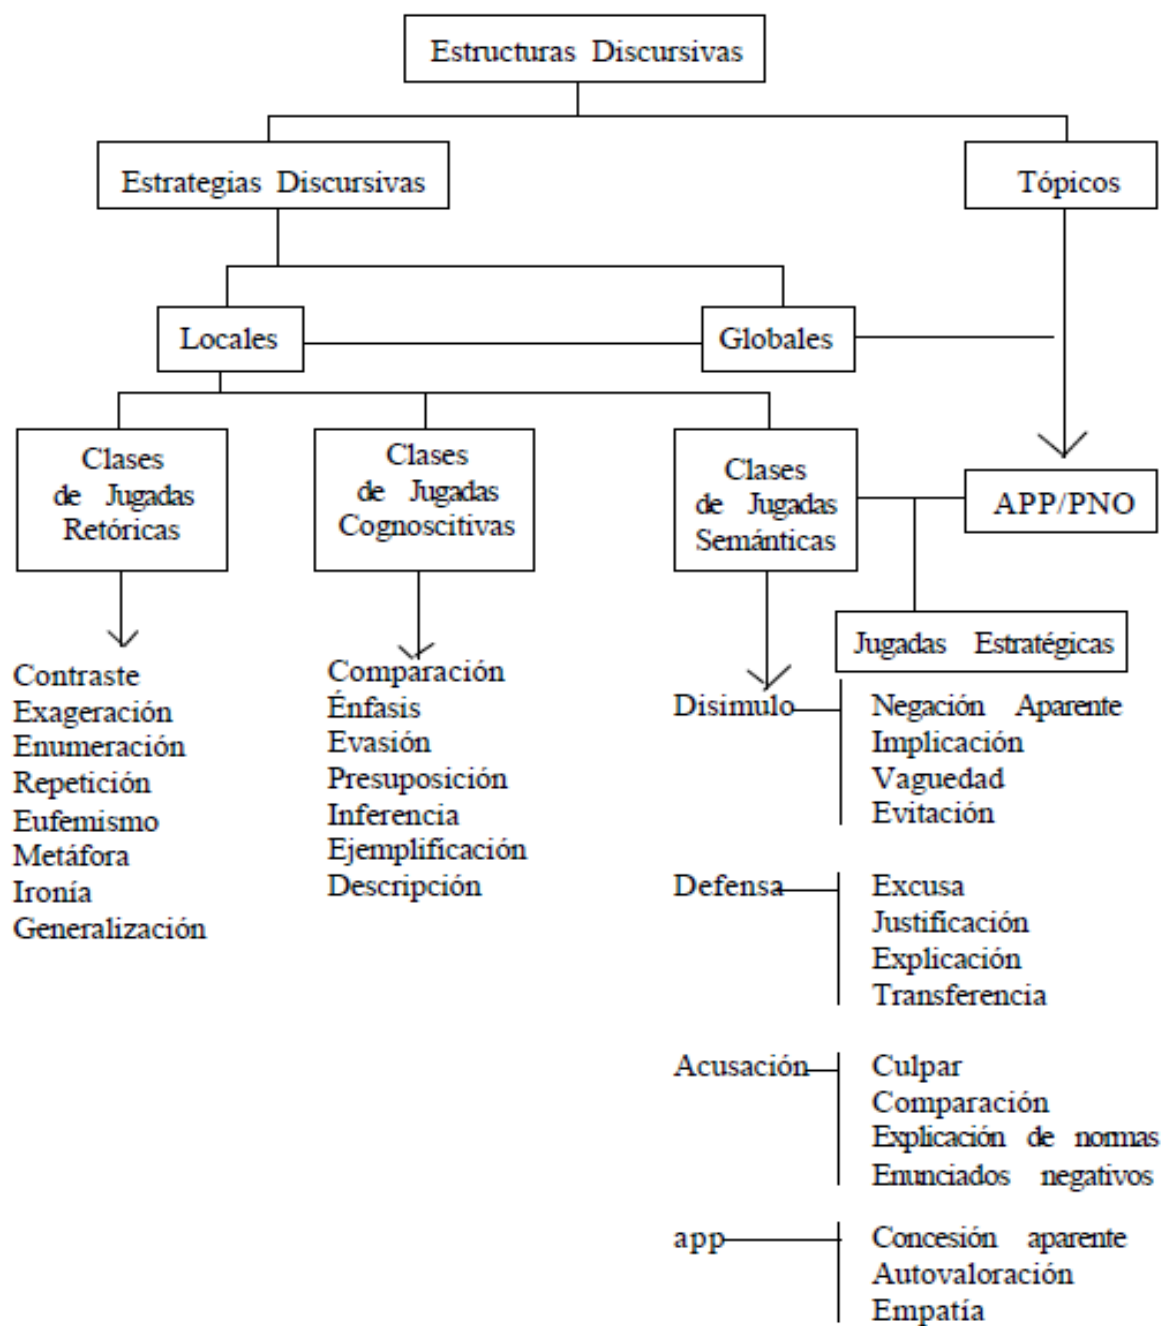 Estructuras Discursivas
Estrategias Discursivas
Tópicos
Locales
Globales
Clases
de Jugadas
Retóricas
Clases
de Jugadas
Cognoscitivas
Clases
de Jugadas
Semánticas
APP/PNO
Jugadas Estratégicas
Contraste
Exageración
Enumeración
Repetición
Eufemismo
Metáfora
Ironía
Generalización
Comparación
Énfasis
Evasión
Presuposición
Inferencia
Ejemplificación
Descripción
Disimulo
Negación Aparente
Implicación
Vaguedad
Evitación
Defensa
Excusa
Justificación
Explicación
Transferencia
Acusación
Culpar
Comparación
Explicación de normas
Enunciados negativos
app
Concesión aparente
Autovaloración
Empatía